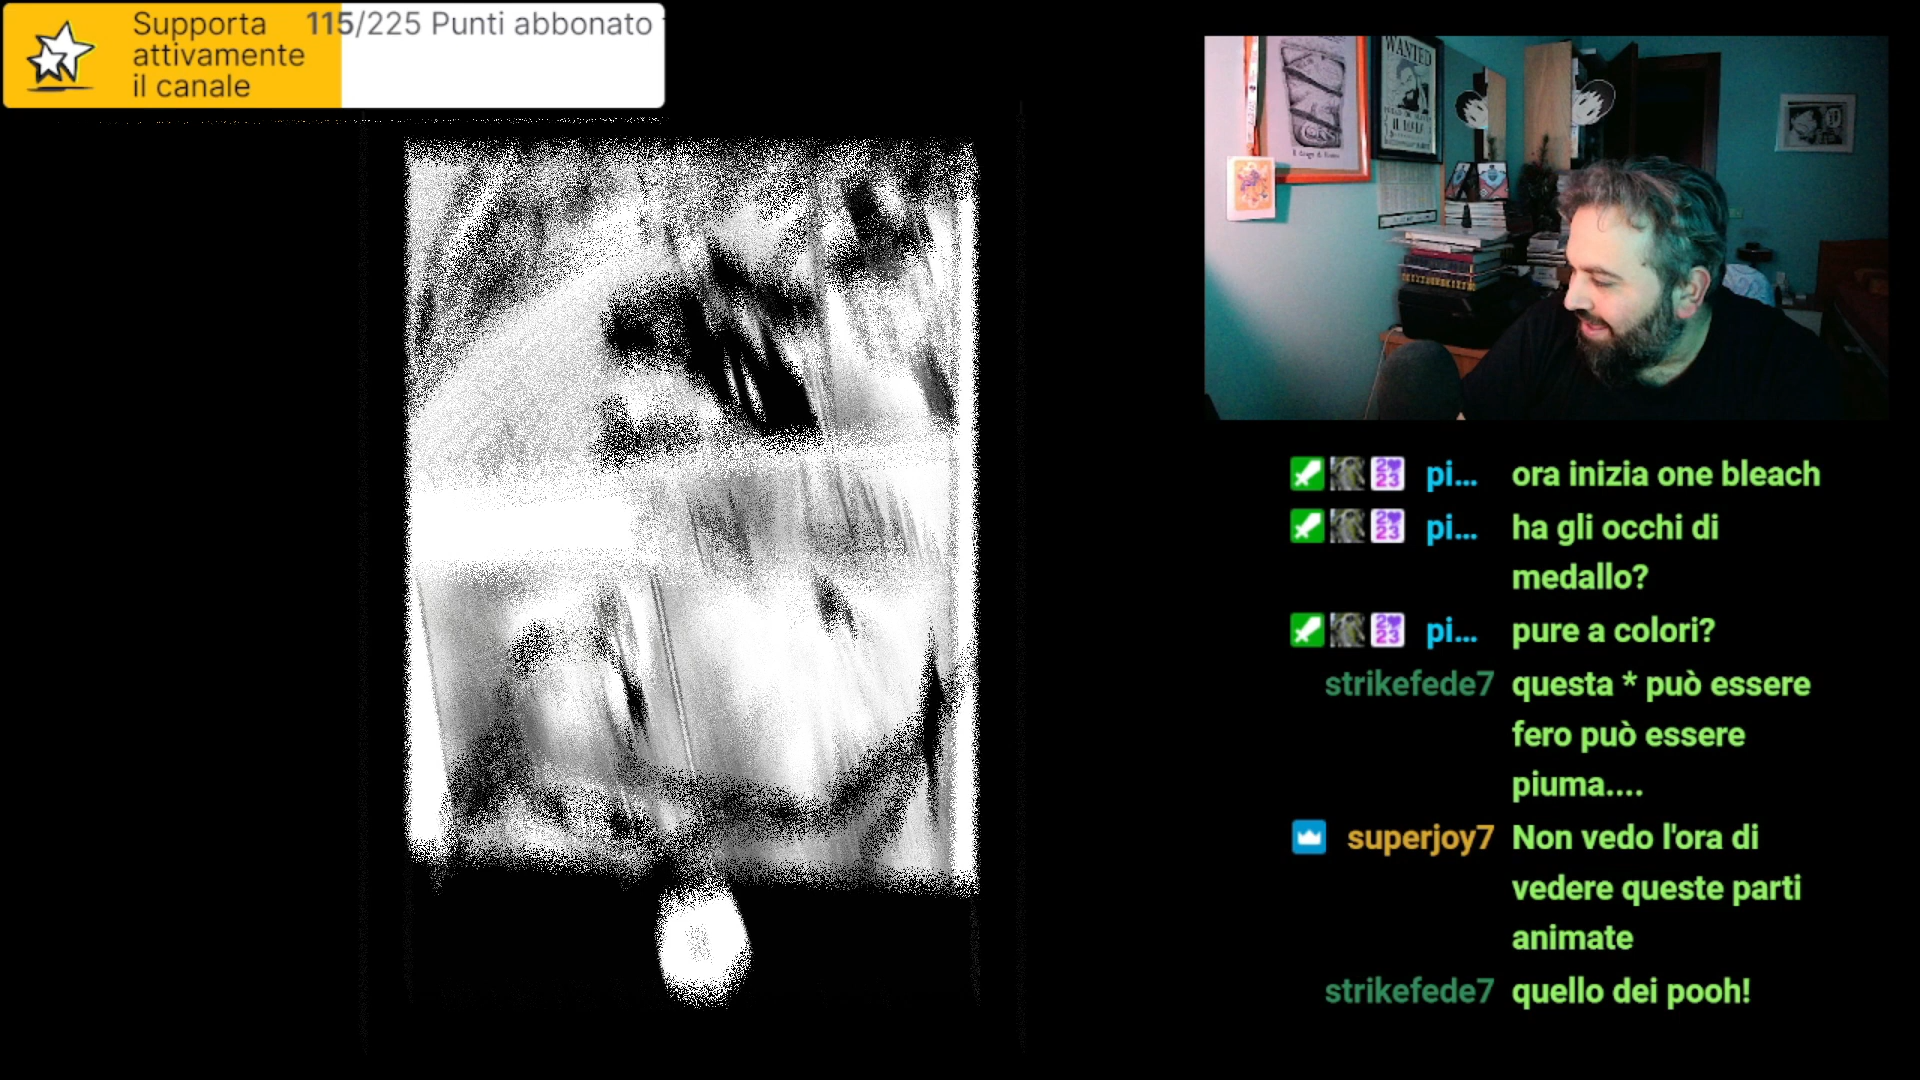 Supporta
attivamente
il canale
115/225 Punti abbonato
WANTED
pi... ora inizia one bleach
pi... ha gli occhi di
medallo?
pi... pure a colori?
strikefede7 questa * può essere
fero può essere
piuma....
superjoy7 Non vedo l'ora di
vedere queste parti
animate
strikefede7 quello dei pooh!